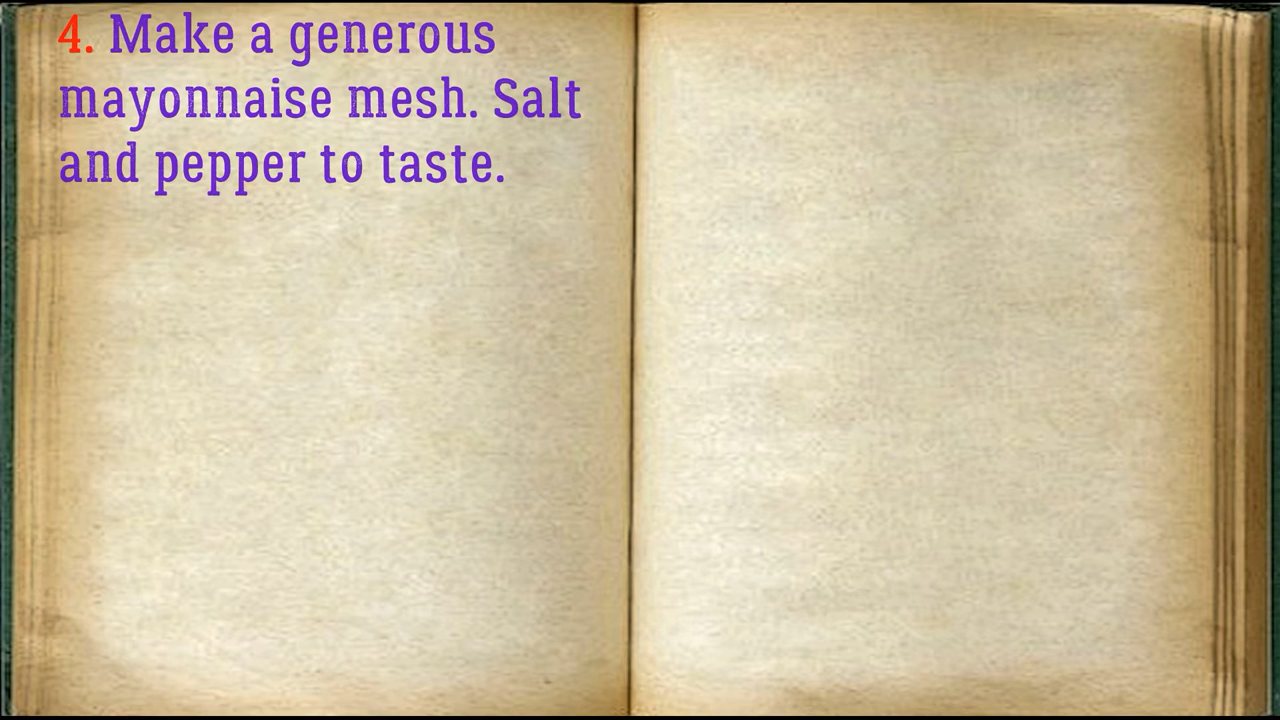 4. Make a generous
mayonnaise mesh. Salt
and pepper to taste.